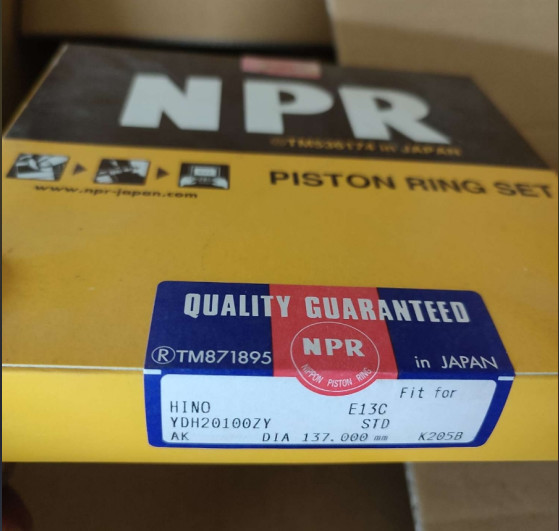 NPR
®TM536174 in JAPAN
www.npr-japan.com
PISTON RING SET
QUALITY GUARANTEED
®TM871895
NPR
NIPPON PISTON RING
in JAPAN
Fit for
HINO E13C
YDH20100ZY STD
AK DIA 137.000 mm K205B